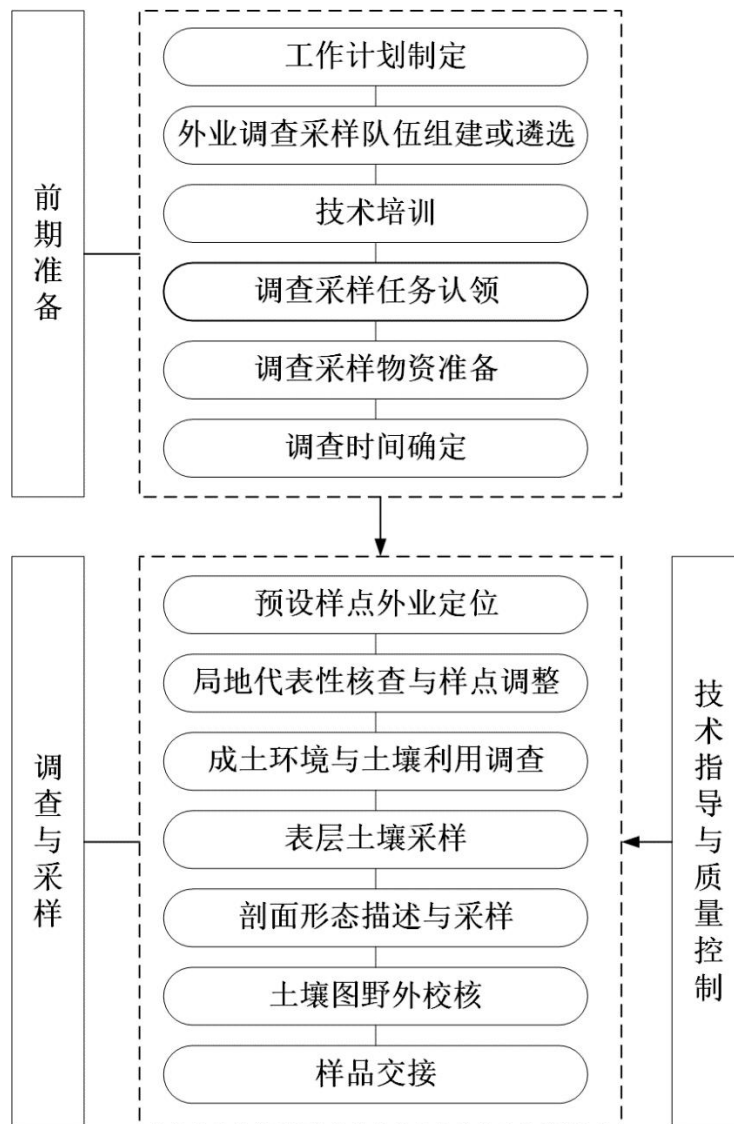 前期准备
工作计划制定
外业调查采样队伍组建或遴选
技术培训
调查采样任务认领
调查采样物资准备
调查时间确定
调查与采样
预设样点外业定位
局地代表性核查与样点调整
成土环境与土壤利用调查
表层土壤采样
剖面形态描述与采样
土壤图野外校核
样品交接
技术指导与质量控制